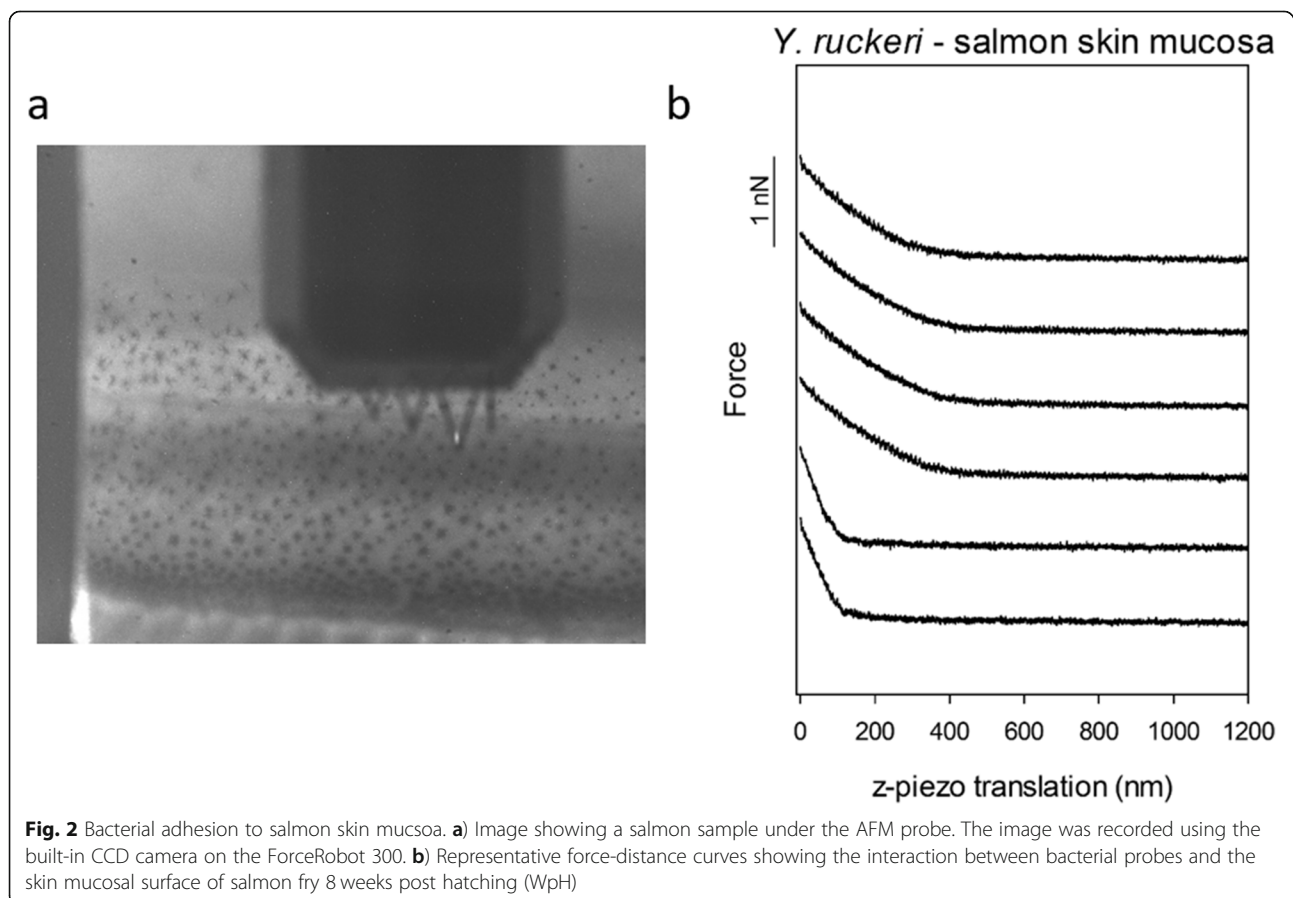 Y. ruckeri - salmon skin mucosa
a
b
1 nN
Force
0 200 400 600 800 1000 1200
z-piezo translation (nm)
Fig. 2 Bacterial adhesion to salmon skin mucsoa. a) Image showing a salmon sample under the AFM probe. The image was recorded using the
built-in CCD camera on the ForceRobot 300. b) Representative force-distance curves showing the interaction between bacterial probes and the
skin mucosal surface of salmon fry 8 weeks post hatching (WpH)